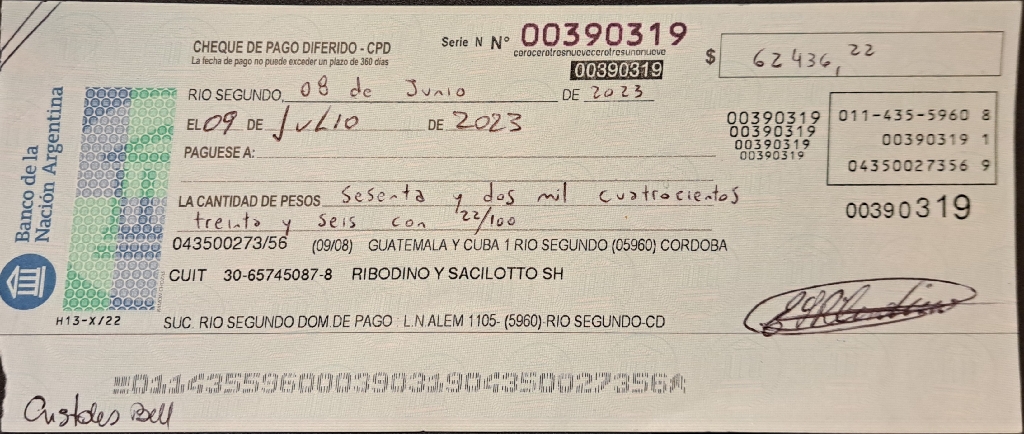 CHEQUE DE PAGO DIFERIDO - CPD
La fecha de pago no puede exceder un plazo de 360 días
Serie N Nº 00390319
cerocerotresnuevecerotresunonueve
00390319
$ 62436,22
RIO SEGUNDO, 08 de Junio DE 2023
EL 09 DE JULIO DE 2023
PAGUESE A:
00390319
00390319
00390319
00390319
011-435-5960 8
00390319 1
04350027356 9
LA CANTIDAD DE PESOS Sesenta y dos mil cuatrocientos
treinta y seis con 22/100
00390319
043500273/56 (09/08) GUATEMALA Y CUBA 1 RIO SEGUNDO (05960) CORDOBA
CUIT 30-65745087-8 RIBODINO Y SACILOTTO SH
Banco de la
Nación Argentina
H13-X/22
SUC. RIO SEGUNDO DOM.DE PAGO L.N ALEM 1105- (5960)-RIO SEGUNDO-CD
01143559600039031904350027356
Bell